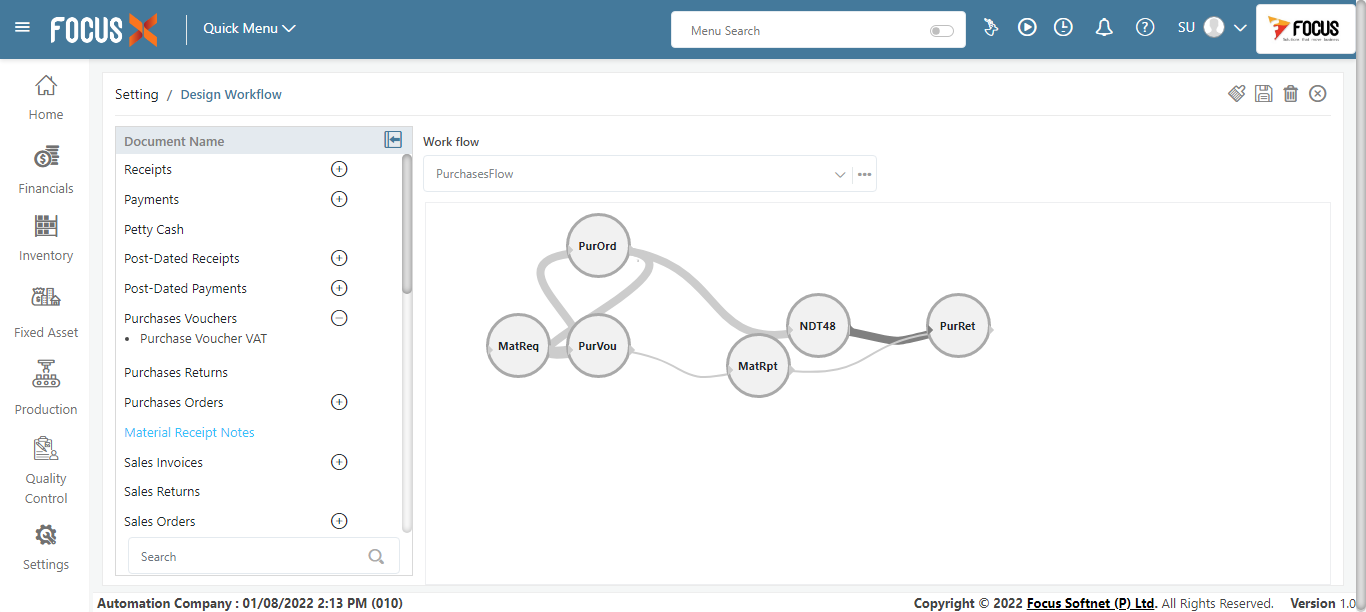 FOCUS X
Quick Menu
Menu Search
SU
FOCUS
Home
Financials
Inventory
Fixed Asset
Production
Quality
Control
Settings
Setting / Design Workflow
Document Name
Receipts
Payments
Petty Cash
Post-Dated Receipts
Post-Dated Payments
Purchases Vouchers
• Purchase Voucher VAT
Purchases Returns
Purchases Orders
Material Receipt Notes
Sales Invoices
Sales Returns
Sales Orders
Search
Work flow
PurchasesFlow
PurOrd
MatReq
PurVou
NDT48
MatRpt
PurRet
Automation Company : 01/08/2022 2:13 PM (010)
Copyright © 2022 Focus Softnet (P) Ltd. All Rights Reserved. Version 1.0